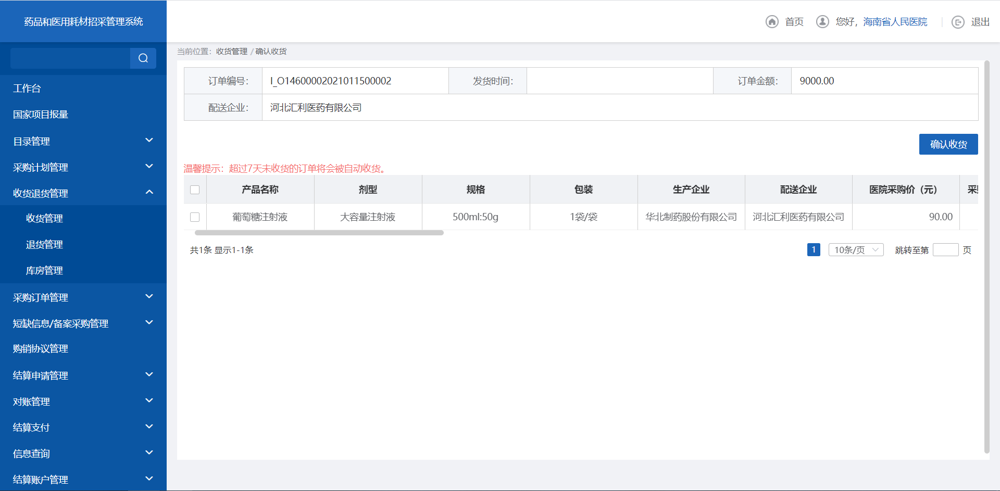 药品和医用耗材招采管理系统
首页
您好，海南省人民医院
退出
工作台
国家项目报量
目录管理
采购计划管理
收货退货管理
收货管理
退货管理
库房管理
采购订单管理
短缺信息/备案采购管理
购销协议管理
结算申请管理
对账管理
结算支付
信息查询
结算账户管理
当前位置：收货管理 / 确认收货
订单编号： I_O14600002021011500002 发货时间： 订单金额： 9000.00
配送企业： 河北汇利医药有限公司
确认收货
温馨提示：超过7天未收货的订单将会被自动收货。
产品名称 剂型 规格 包装 生产企业 配送企业 医院采购价（元） 采
葡萄糖注射液 大容量注射液 500ml:50g 1袋/袋 华北制药股份有限公司 河北汇利医药有限公司 90.00
共1条 显示1-1条 1 10条/页 跳转至第 页